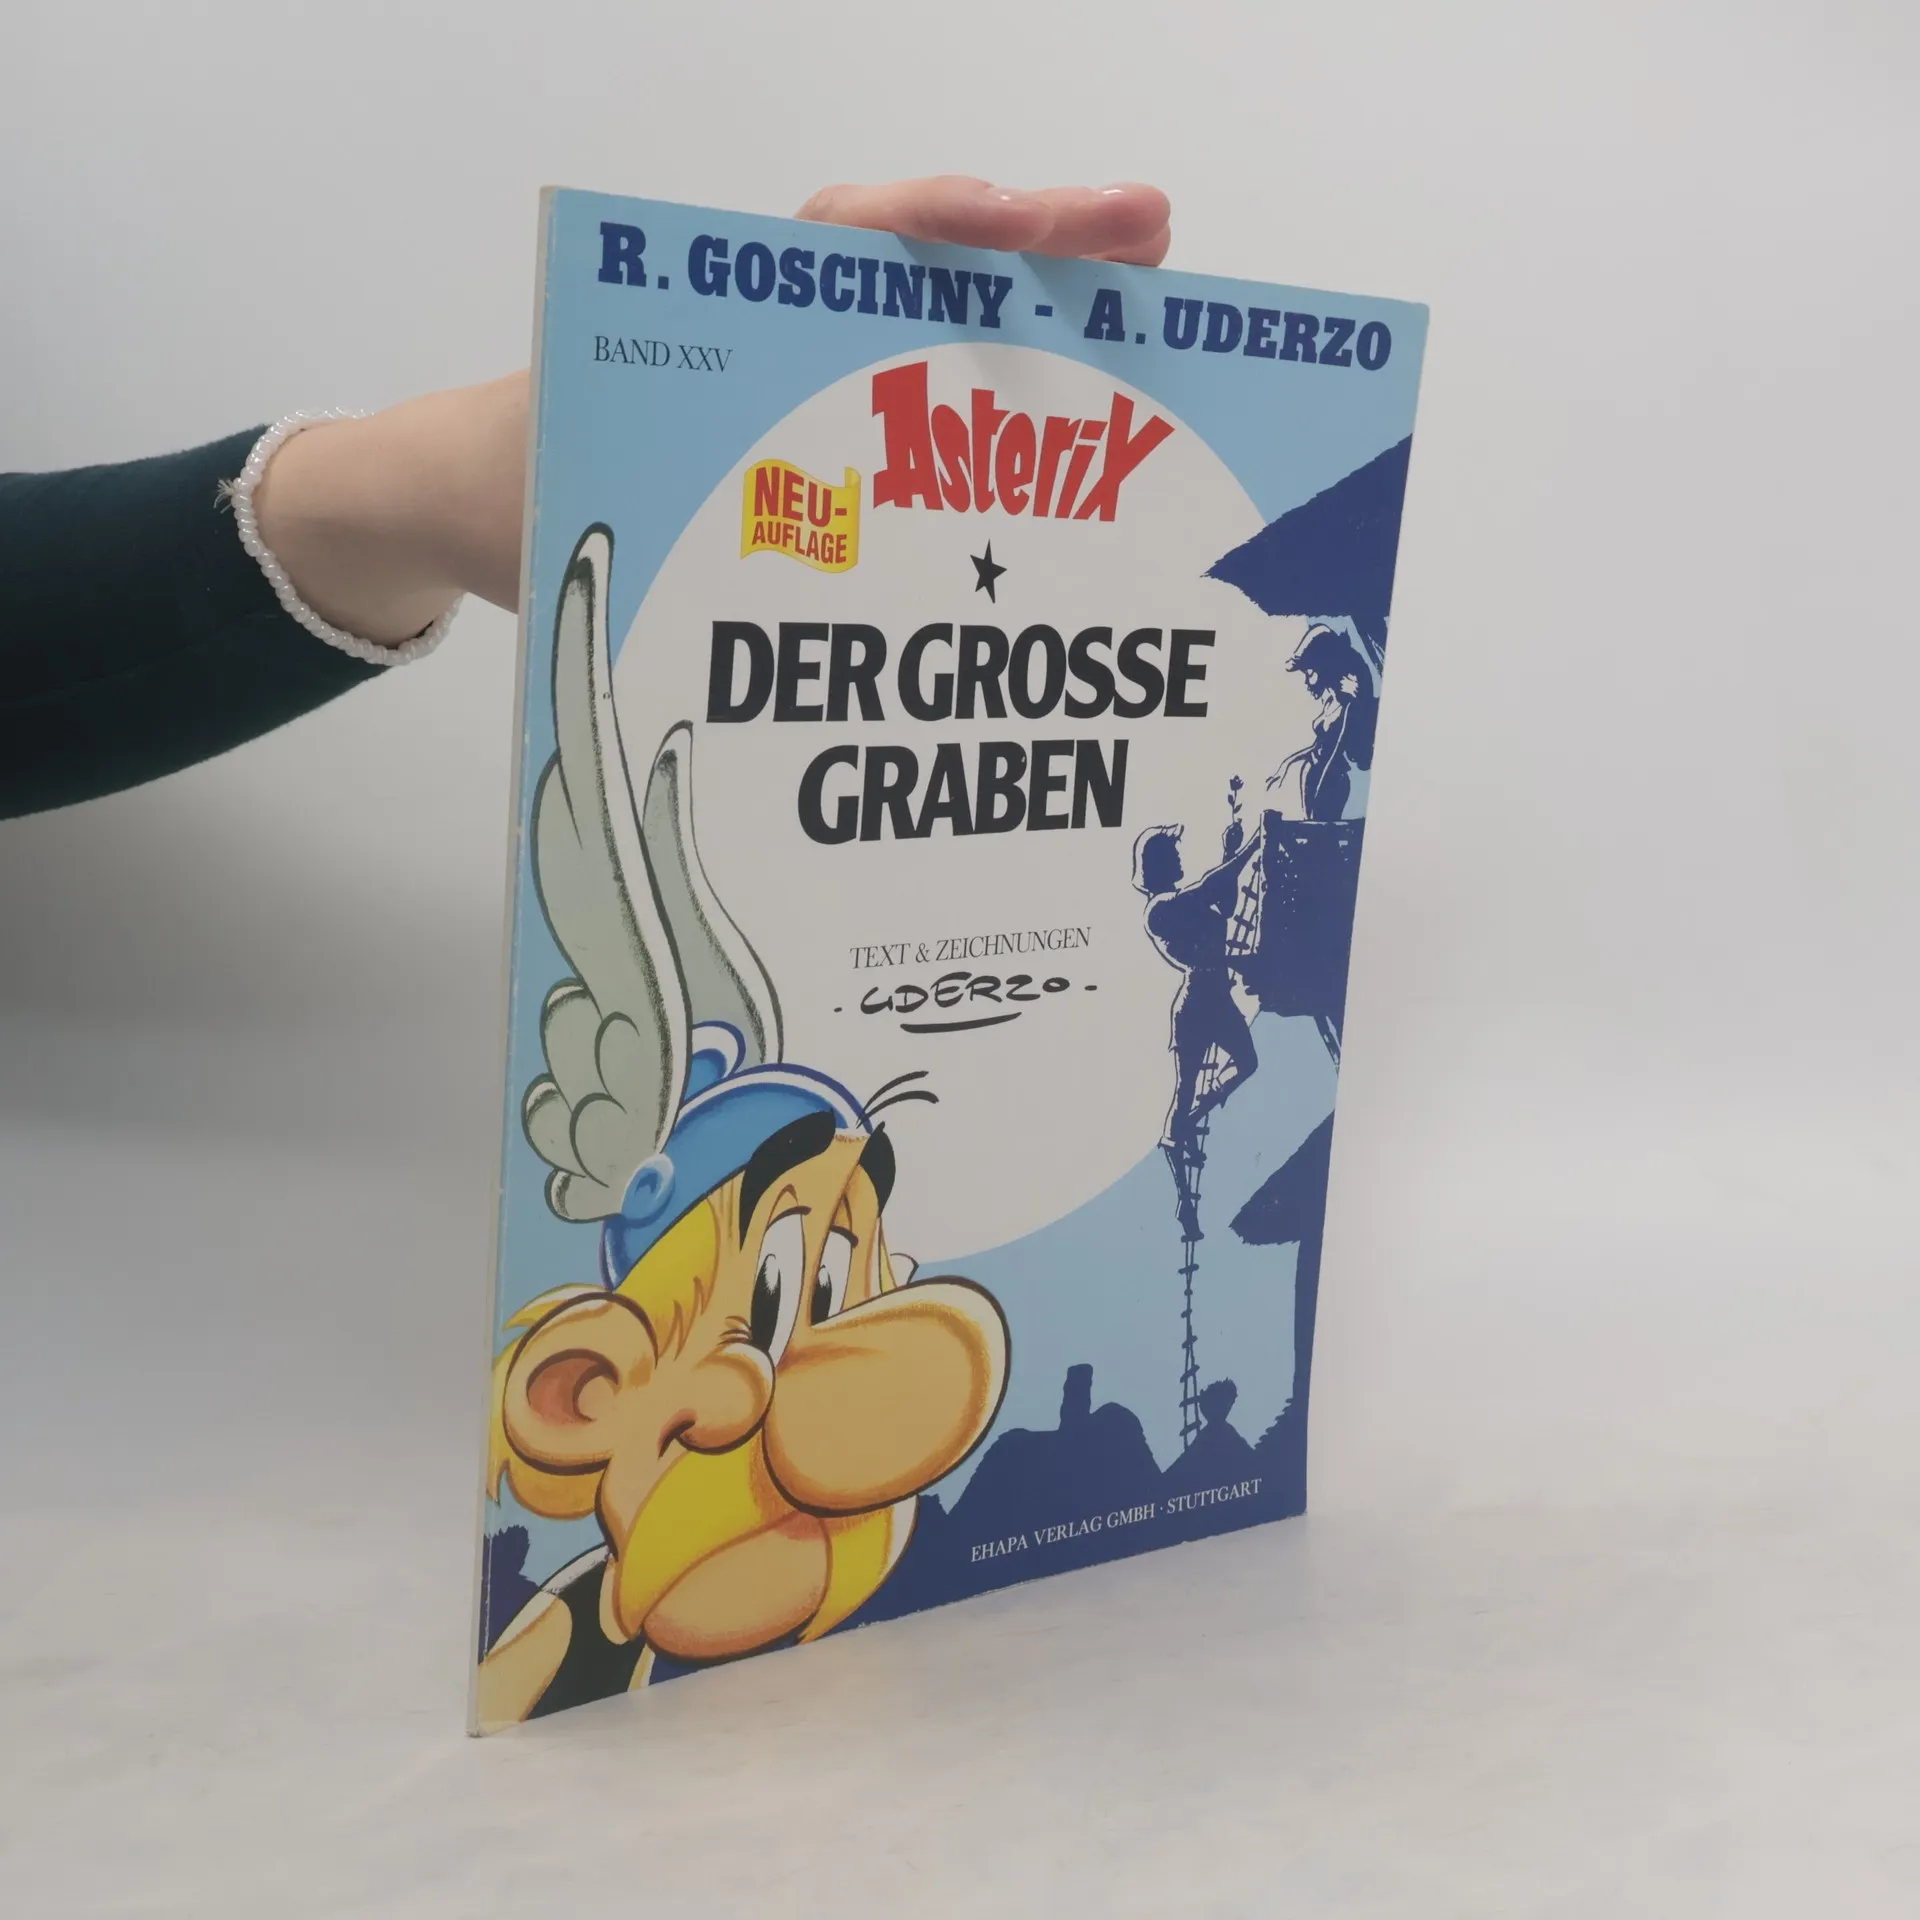 R. GOSCINNY - A. UDERZO
BAND XXV
Asterix
NEU-
AUFLAGE
DER GROSSE
GRABEN
TEXT & ZEICHNUNGEN
- UDERZO -
EHAPA VERLAG GMBH · STUTTGART